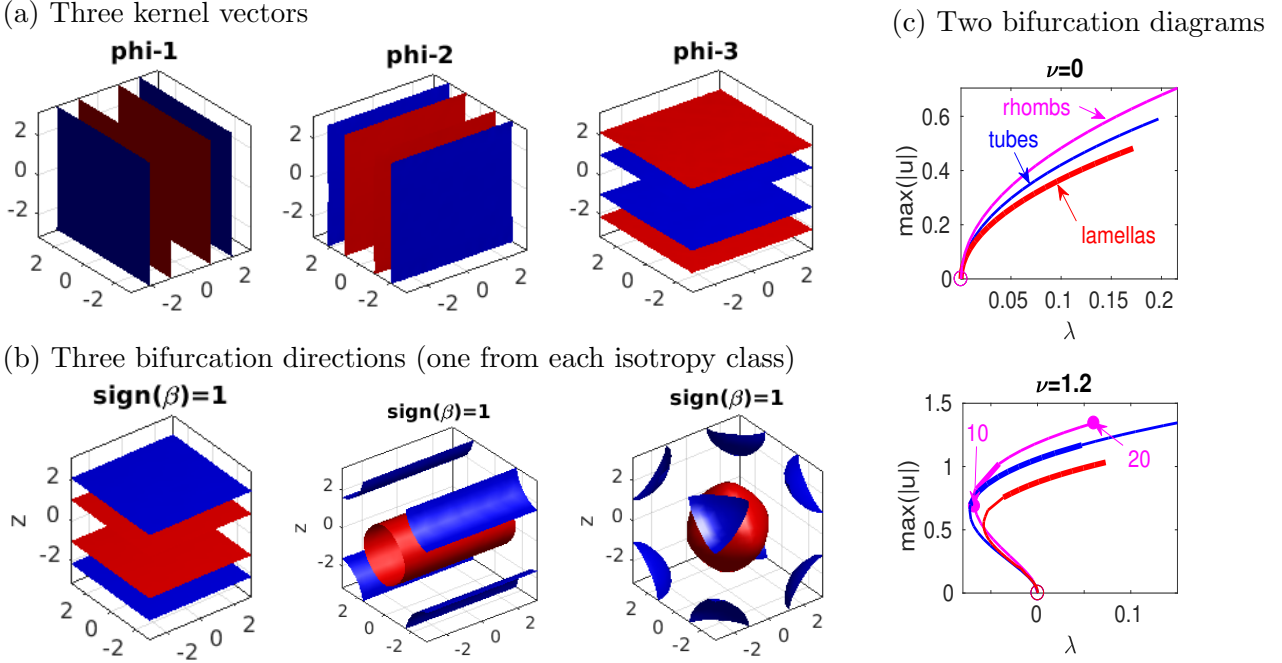 (a) Three kernel vectors
phi-1
phi-2
phi-3
2
0
-2
2
0
-2
-2
0
2
2
0
-2
2
0
-2
-2
0
2
2
0
-2
2
0
-2
-2
0
2
(b) Three bifurcation directions (one from each isotropy class)
sign(β)=1
sign(β)=1
sign(β)=1
z
2
0
-2
2
0
-2
-2
0
2
z
2
0
-2
2
0
-2
-2
0
2
z
2
0
-2
2
0
-2
-2
0
2
(c) Two bifurcation diagrams
ν=0
max(|u|)
0.6
0.4
0.2
0
rhombs
tubes
lamellas
0.05 0.1 0.15 0.2
λ
ν=1.2
max(|u|)
1.5
1
0.5
0
10
20
0 0.1
λ